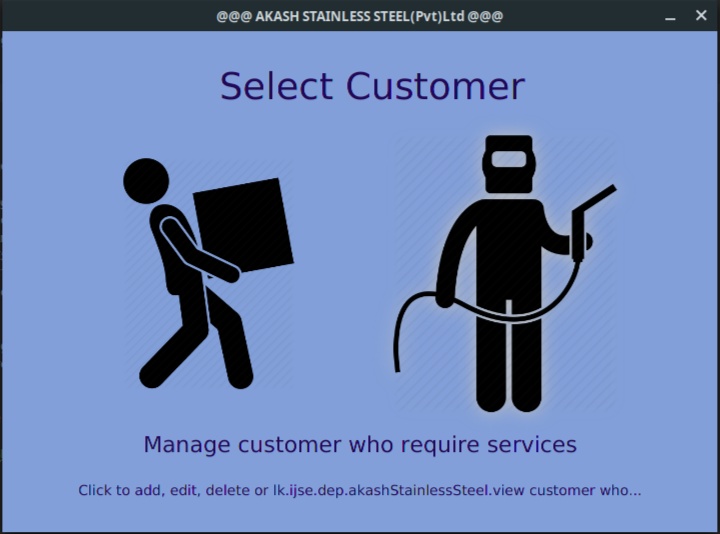 @@@ AKASH STAINLESS STEEL(Pvt)Ltd @@@
Select Customer
Manage customer who require services
Click to add, edit, delete or lk.ijse.dep.akashStainlessSteel.view customer who...